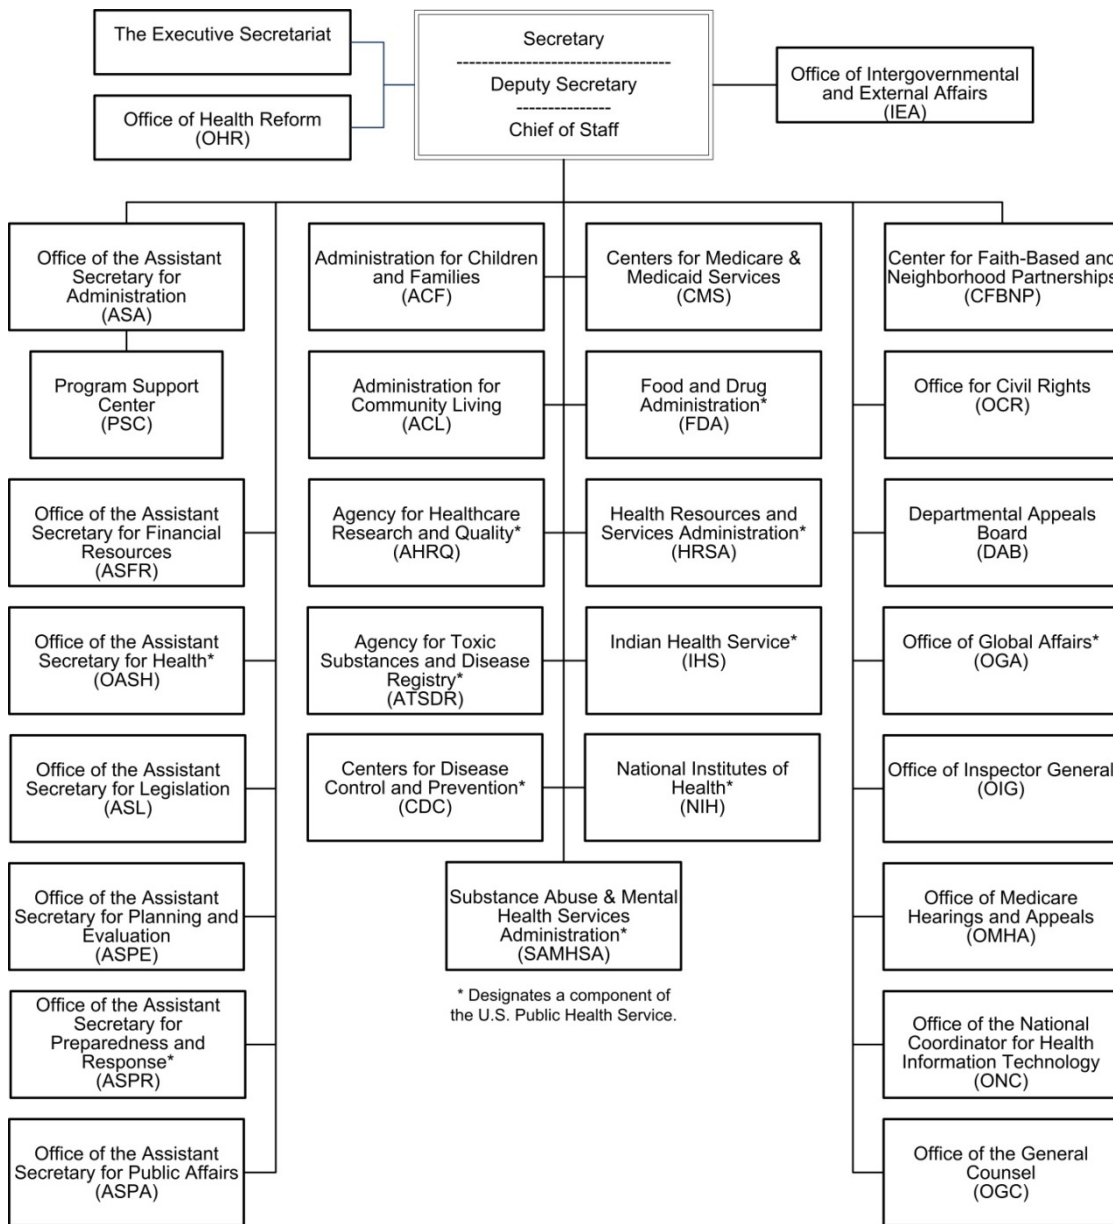 The Executive Secretariat
Office of Health Reform
(OHR)
Secretary
---------------------------------
Deputy Secretary
---------------
Chief of Staff
Office of Intergovernmental
and External Affairs
(IEA)
Office of the Assistant
Secretary for
Administration
(ASA)
Program Support
Center
(PSC)
Office of the Assistant
Secretary for Financial
Resources
(ASFR)
Office of the Assistant
Secretary for Health*
(OASH)
Office of the Assistant
Secretary for Legislation
(ASL)
Office of the Assistant
Secretary for Planning and
Evaluation
(ASPE)
Office of the Assistant
Secretary for
Preparedness and
Response*
(ASPR)
Office of the Assistant
Secretary for Public Affairs
(ASPA)
Administration for Children
and Families
(ACF)
Administration for
Community Living
(ACL)
Agency for Healthcare
Research and Quality*
(AHRQ)
Agency for Toxic
Substances and Disease
Registry*
(ATSDR)
Centers for Disease
Control and Prevention*
(CDC)
Centers for Medicare &
Medicaid Services
(CMS)
Food and Drug
Administration*
(FDA)
Health Resources and
Services Administration*
(HRSA)
Indian Health Service*
(IHS)
National Institutes of
Health*
(NIH)
Substance Abuse & Mental
Health Services
Administration*
(SAMHSA)
* Designates a component of
the U.S. Public Health Service.
Center for Faith-Based and
Neighborhood Partnerships
(CFBNP)
Office for Civil Rights
(OCR)
Departmental Appeals
Board
(DAB)
Office of Global Affairs*
(OGA)
Office of Inspector General
(OIG)
Office of Medicare
Hearings and Appeals
(OMHA)
Office of the National
Coordinator for Health
Information Technology
(ONC)
Office of the General
Counsel
(OGC)